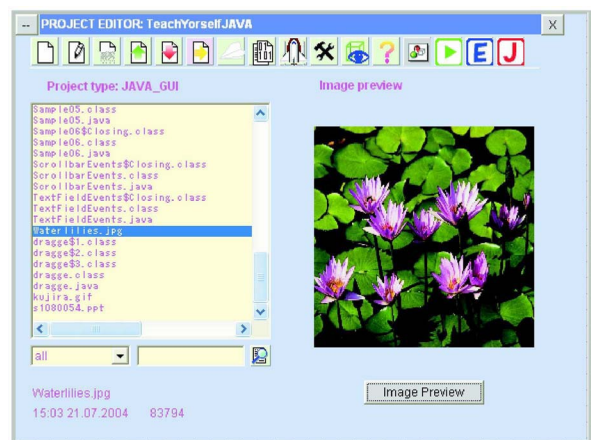 -- PROJECT EDITOR: TeachYorselfJAVA X
? E J
Project type: JAVA_GUI
Image preview
Sample05.class
Sample05.java
Sample06$Closing.class
Sample06.class
Sample06.java
ScrollbarEvents$Closing.class
ScrollbarEvents.class
ScrollbarEvents.java
TextFieldEvents$Closing.class
TextFieldEvents.class
TextFieldEvents.java
Waterlilies.jpg
dragge$1.class
dragge$2.class
dragge$3.class
dragge.class
dragge.java
kujira.gif
s1080054.ppt
all
Waterlilies.jpg
Image Preview
15:03 21.07.2004 83794